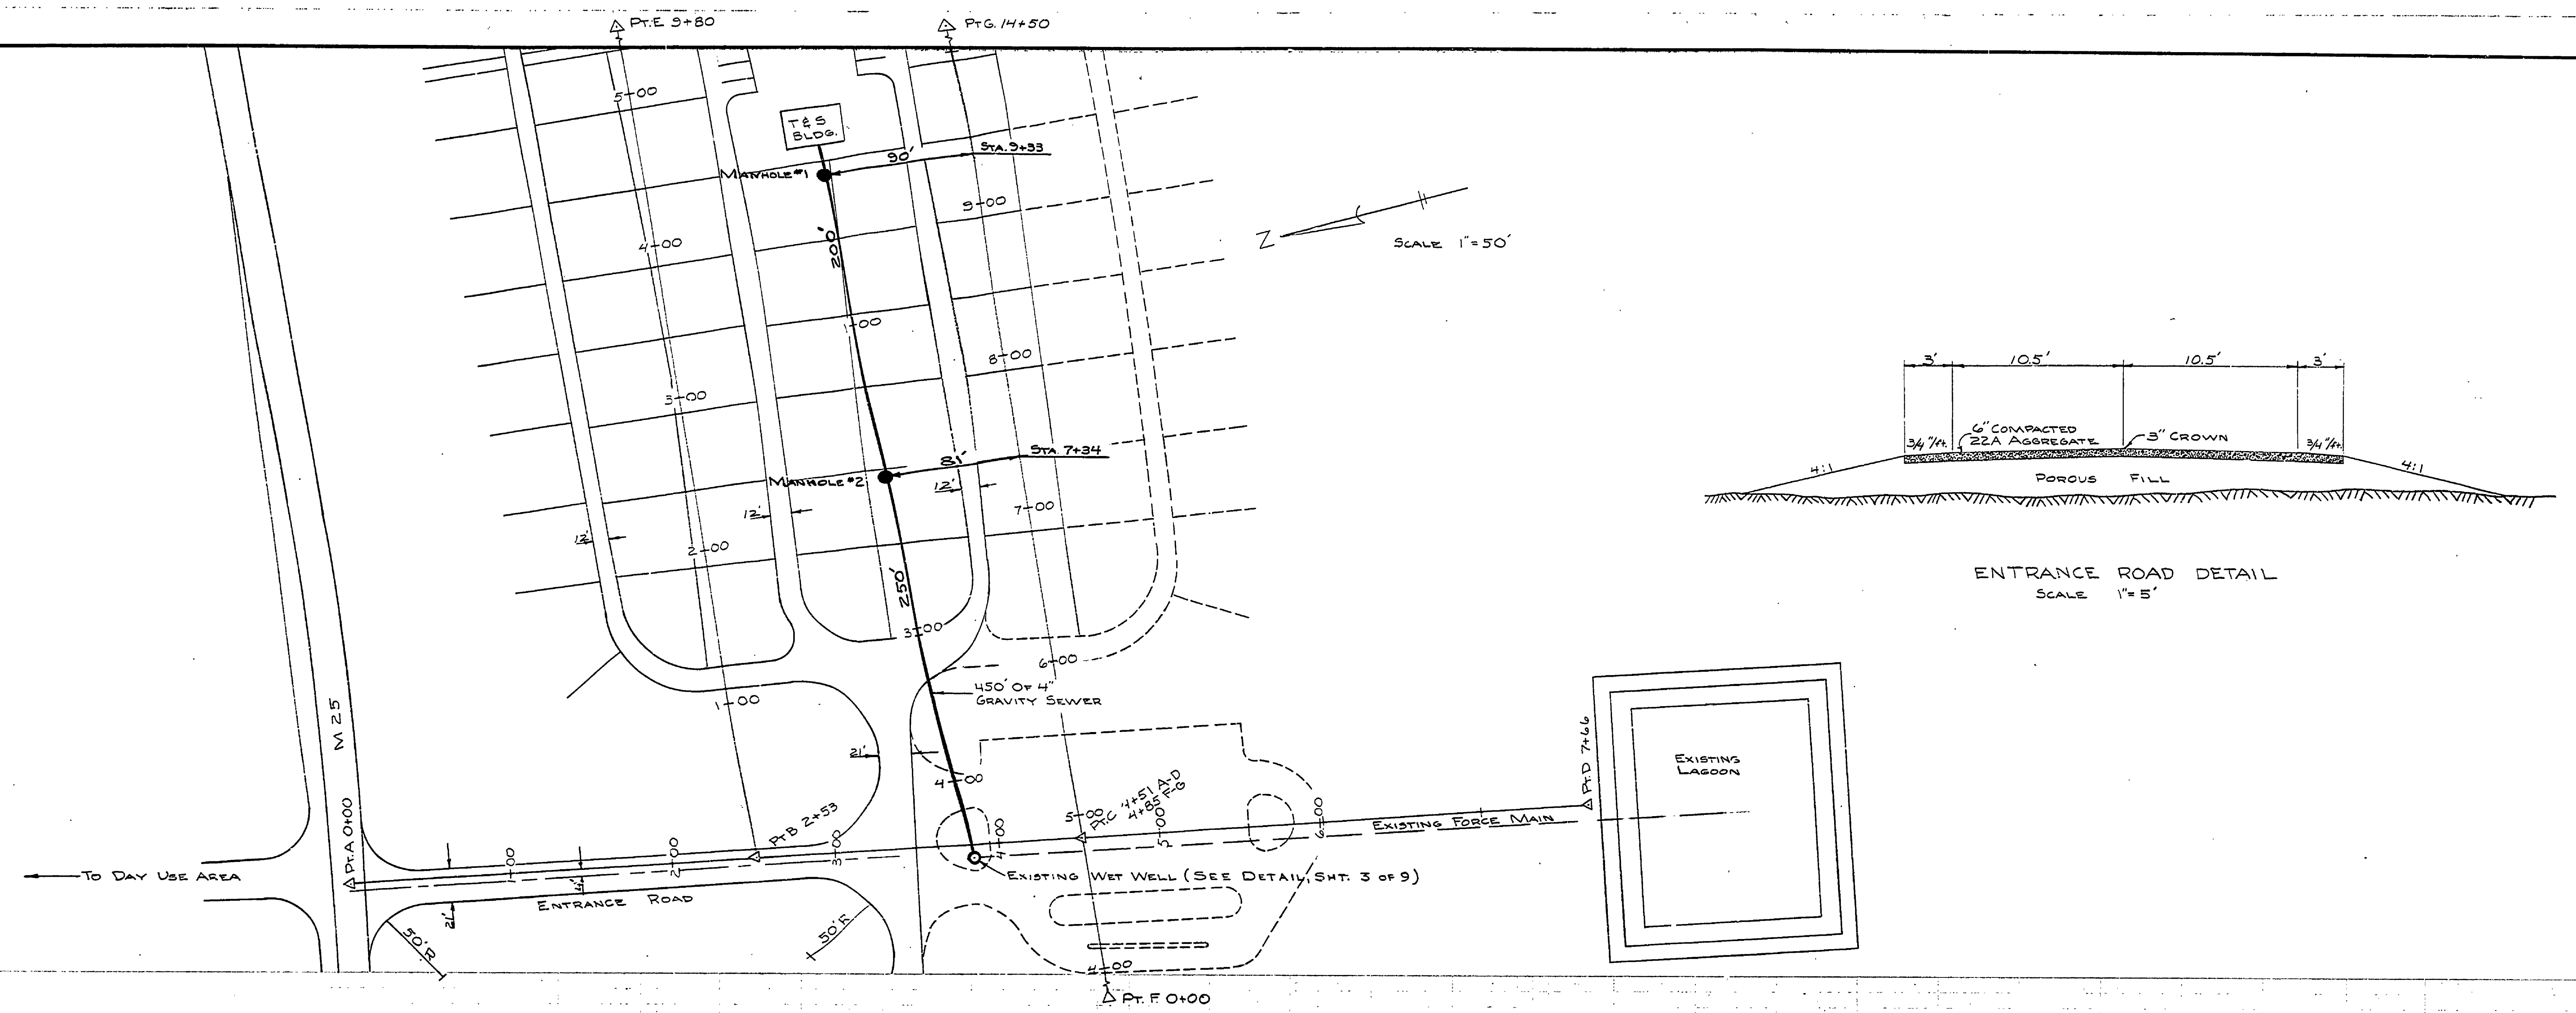 PT.E 9+80
PT.G. 14+50
5+00
T & S
BLDG.
90'
STA. 9+33
MANHOLE #1
9+00
200'
4+00
Z
SCALE 1"=50'
1+00
8+00
3+00
3'
10.5'
10.5'
3'
6" COMPACTED
22A AGGREGATE
3" CROWN
3/4"/ft.
3/4"/ft.
4:1
4:1
POROUS FILL
ENTRANCE ROAD DETAIL
SCALE 1"=5'
81'
STA. 7+34
MANHOLE #2
12'
12'
12'
7+00
2+00
250'
3+00
6+00
450' OF 4"
GRAVITY SEWER
1+00
M 25
21'
4+00
PT.D 7+66
EXISTING
LAGOON
PT.A 0+00
PT.B 2+53
5+00
PT.C 4+51 A-D
4+85 F-G
1+00
2+00
3+00
4+00
5+00
6+00
EXISTING FORCE MAIN
TO DAY USE AREA
EXISTING WET WELL (SEE DETAIL, SHT. 3 OF 9)
4'
21'
ENTRANCE ROAD
50' R
50' R
4+00
PT. F. 0+00